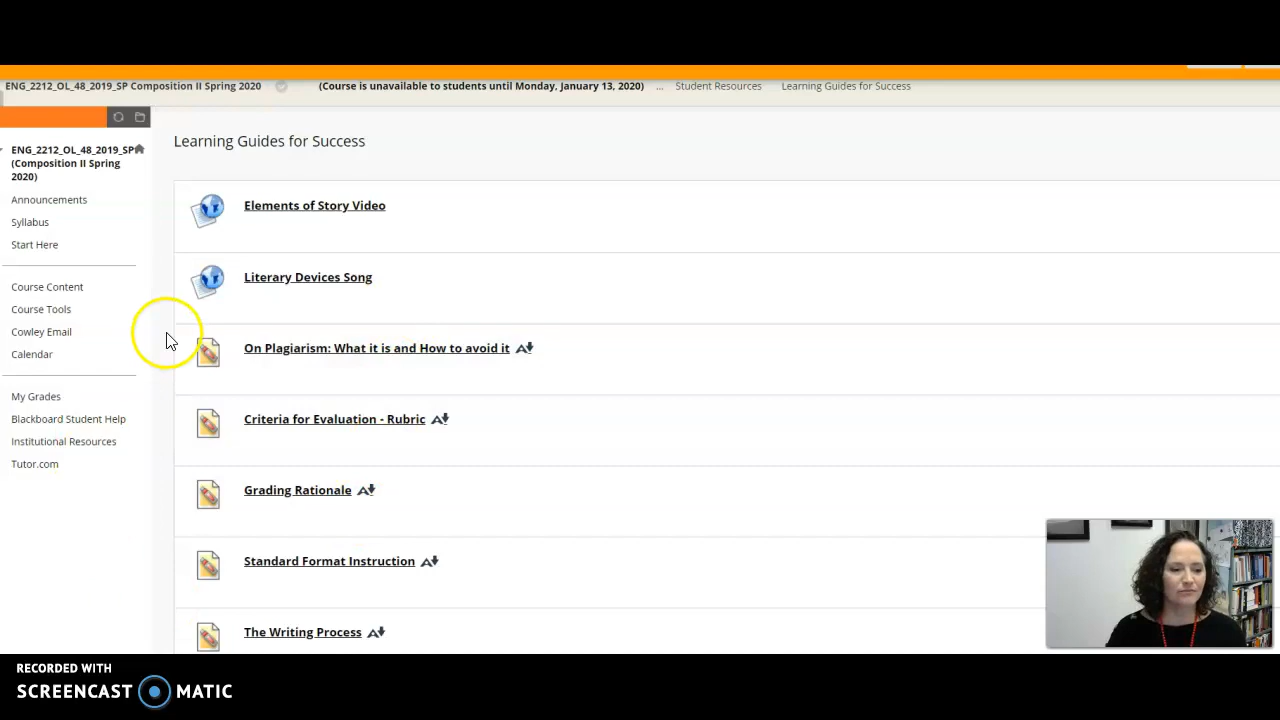 ENG_2212_OL_48_2019_SP Composition II Spring 2020
(Course is unavailable to students until Monday, January 13, 2020)
...
Student Resources
Learning Guides for Success
ENG_2212_OL_48_2019_SP
(Composition II Spring
2020)
Announcements
Syllabus
Start Here
Course Content
Course Tools
Cowley Email
Calendar
My Grades
Blackboard Student Help
Institutional Resources
Tutor.com
Learning Guides for Success
Elements of Story Video
Literary Devices Song
On Plagiarism: What it is and How to avoid it
Criteria for Evaluation - Rubric
Grading Rationale
Standard Format Instruction
The Writing Process
RECORDED WITH
SCREENCAST MATIC